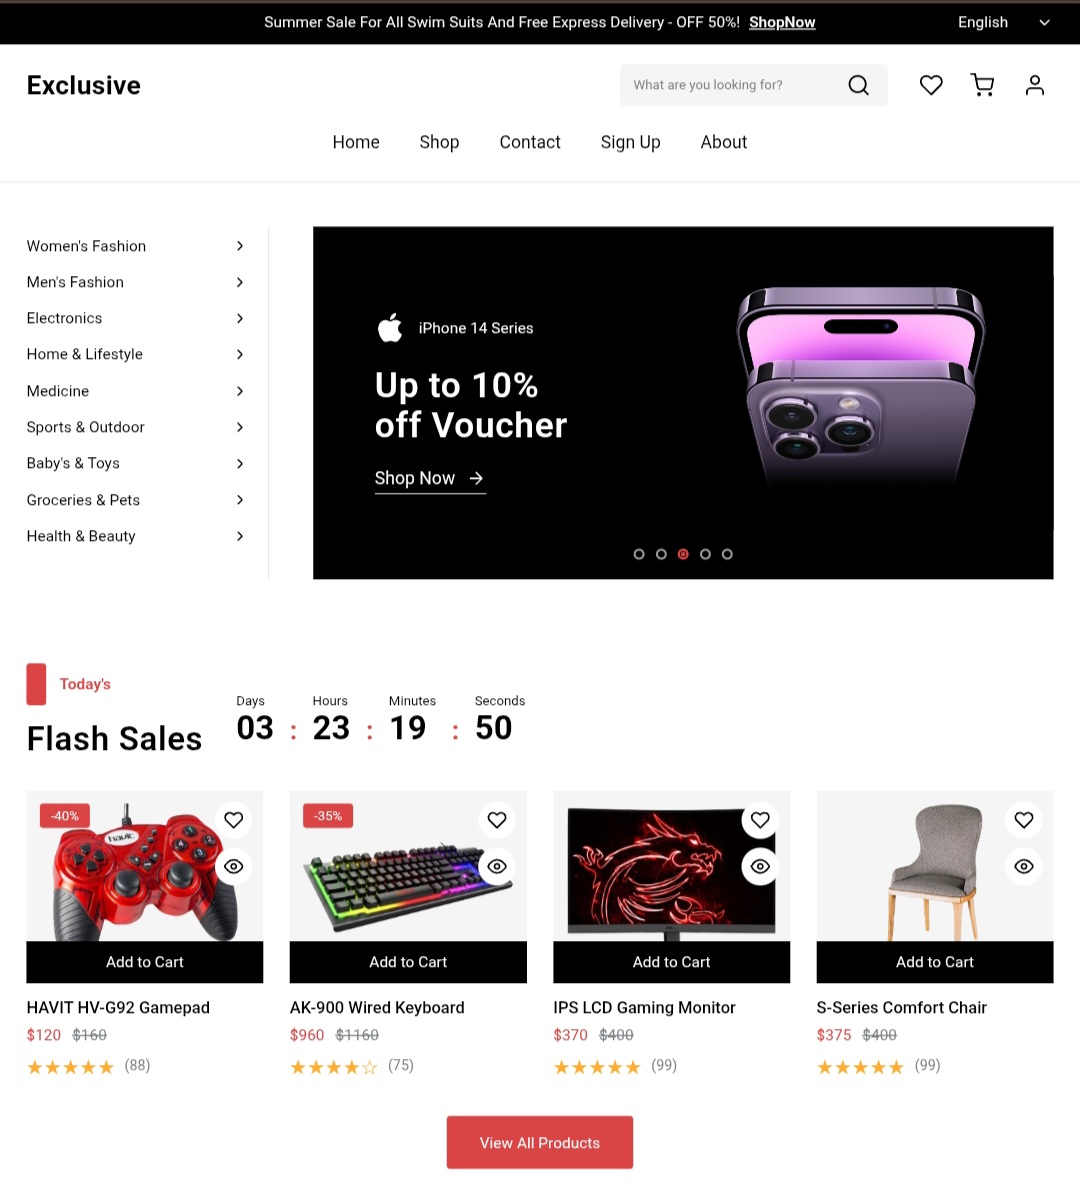 Summer Sale For All Swim Suits And Free Express Delivery - OFF 50%! ShopNow
English
Exclusive
What are you looking for?
Home Shop Contact Sign Up About
Women's Fashion
Men's Fashion
Electronics
Home & Lifestyle
Medicine
Sports & Outdoor
Baby's & Toys
Groceries & Pets
Health & Beauty
iPhone 14 Series
Up to 10%
off Voucher
Shop Now
Today's
Flash Sales
Days Hours Minutes Seconds
03 : 23 : 19 : 50
-40%
havit
Add to Cart
HAVIT HV-G92 Gamepad
$120 $160
(88)
-35%
Add to Cart
AK-900 Wired Keyboard
$960 $1160
(75)
Add to Cart
IPS LCD Gaming Monitor
$370 $400
(99)
Add to Cart
S-Series Comfort Chair
$375 $400
(99)
View All Products